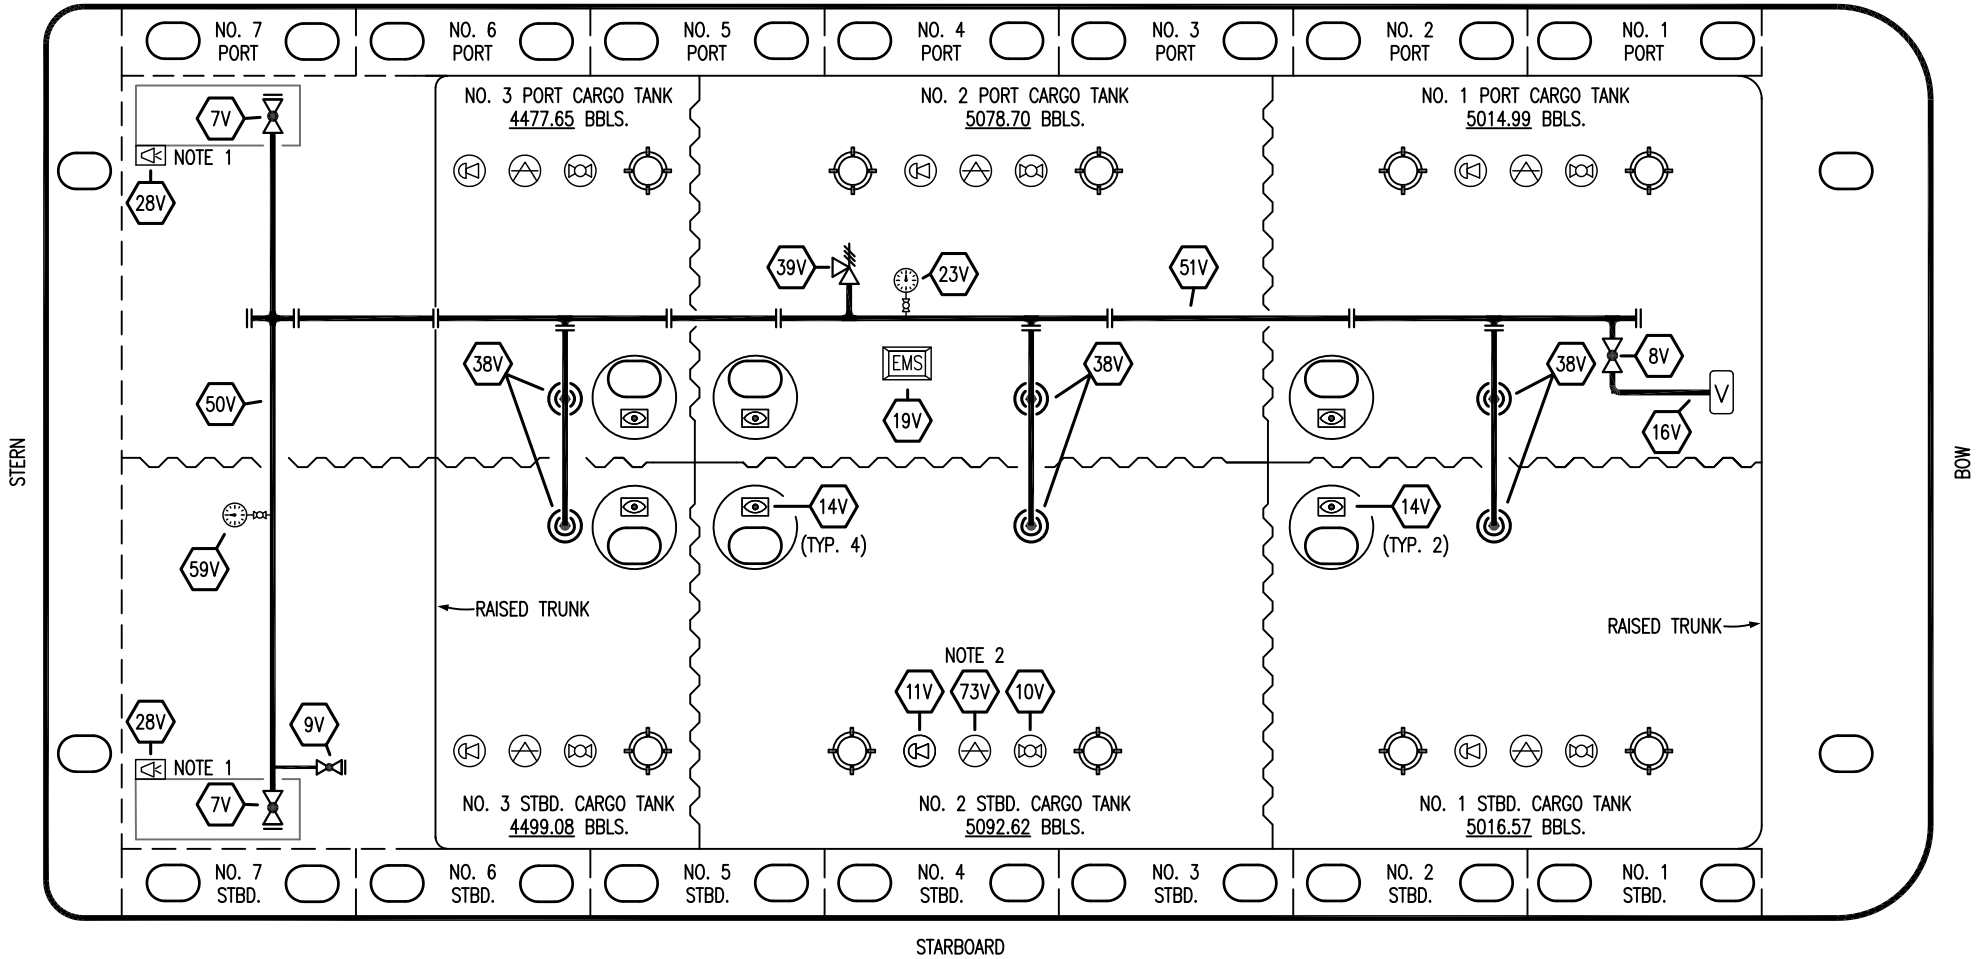 NO. 7 PORT
NO. 6 PORT
NO. 5 PORT
NO. 4 PORT
NO. 3 PORT
NO. 2 PORT
NO. 1 PORT
NO. 3 PORT CARGO TANK
4477.65 BBLS.
NO. 2 PORT CARGO TANK
5078.70 BBLS.
NO. 1 PORT CARGO TANK
5014.99 BBLS.
7V
NOTE 1
28V
39V
23V
51V
38V
EMS
38V
38V
8V
V
50V
19V
16V
STERN
BOW
14V
(TYP. 4)
14V
(TYP. 2)
59V
RAISED TRUNK
RAISED TRUNK
NOTE 2
11V
73V
10V
28V
9V
NOTE 1
7V
NO. 3 STBD. CARGO TANK
4499.08 BBLS.
NO. 2 STBD. CARGO TANK
5092.62 BBLS.
NO. 1 STBD. CARGO TANK
5016.57 BBLS.
NO. 7 STBD.
NO. 6 STBD.
NO. 5 STBD.
NO. 4 STBD.
NO. 3 STBD.
NO. 2 STBD.
NO. 1 STBD.
STARBOARD